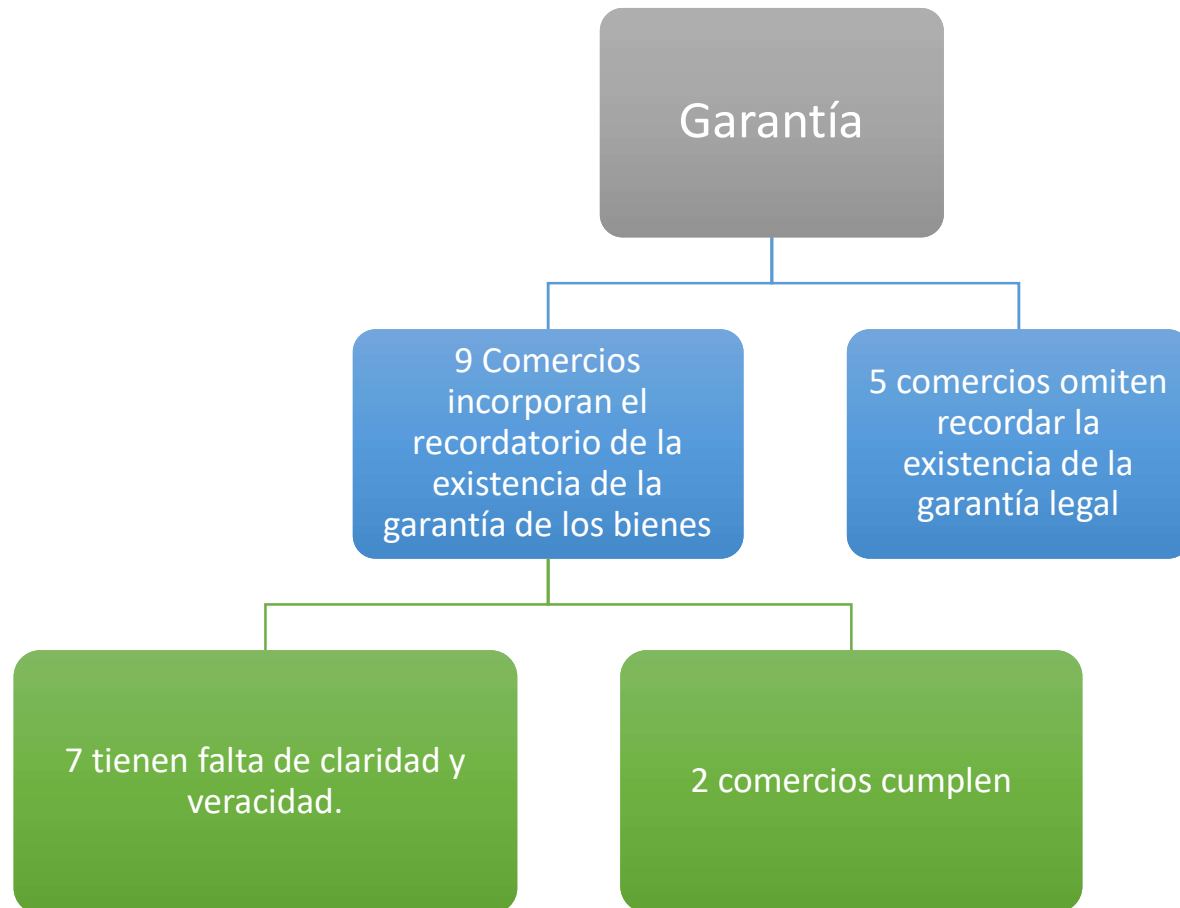 Garantía
9 Comercios
incorporan el
recordatorio de la
existencia de la
garantía de los bienes
5 comercios omiten
recordar la
existencia de la
garantía legal
7 tienen falta de claridad y
veracidad.
2 comercios cumplen